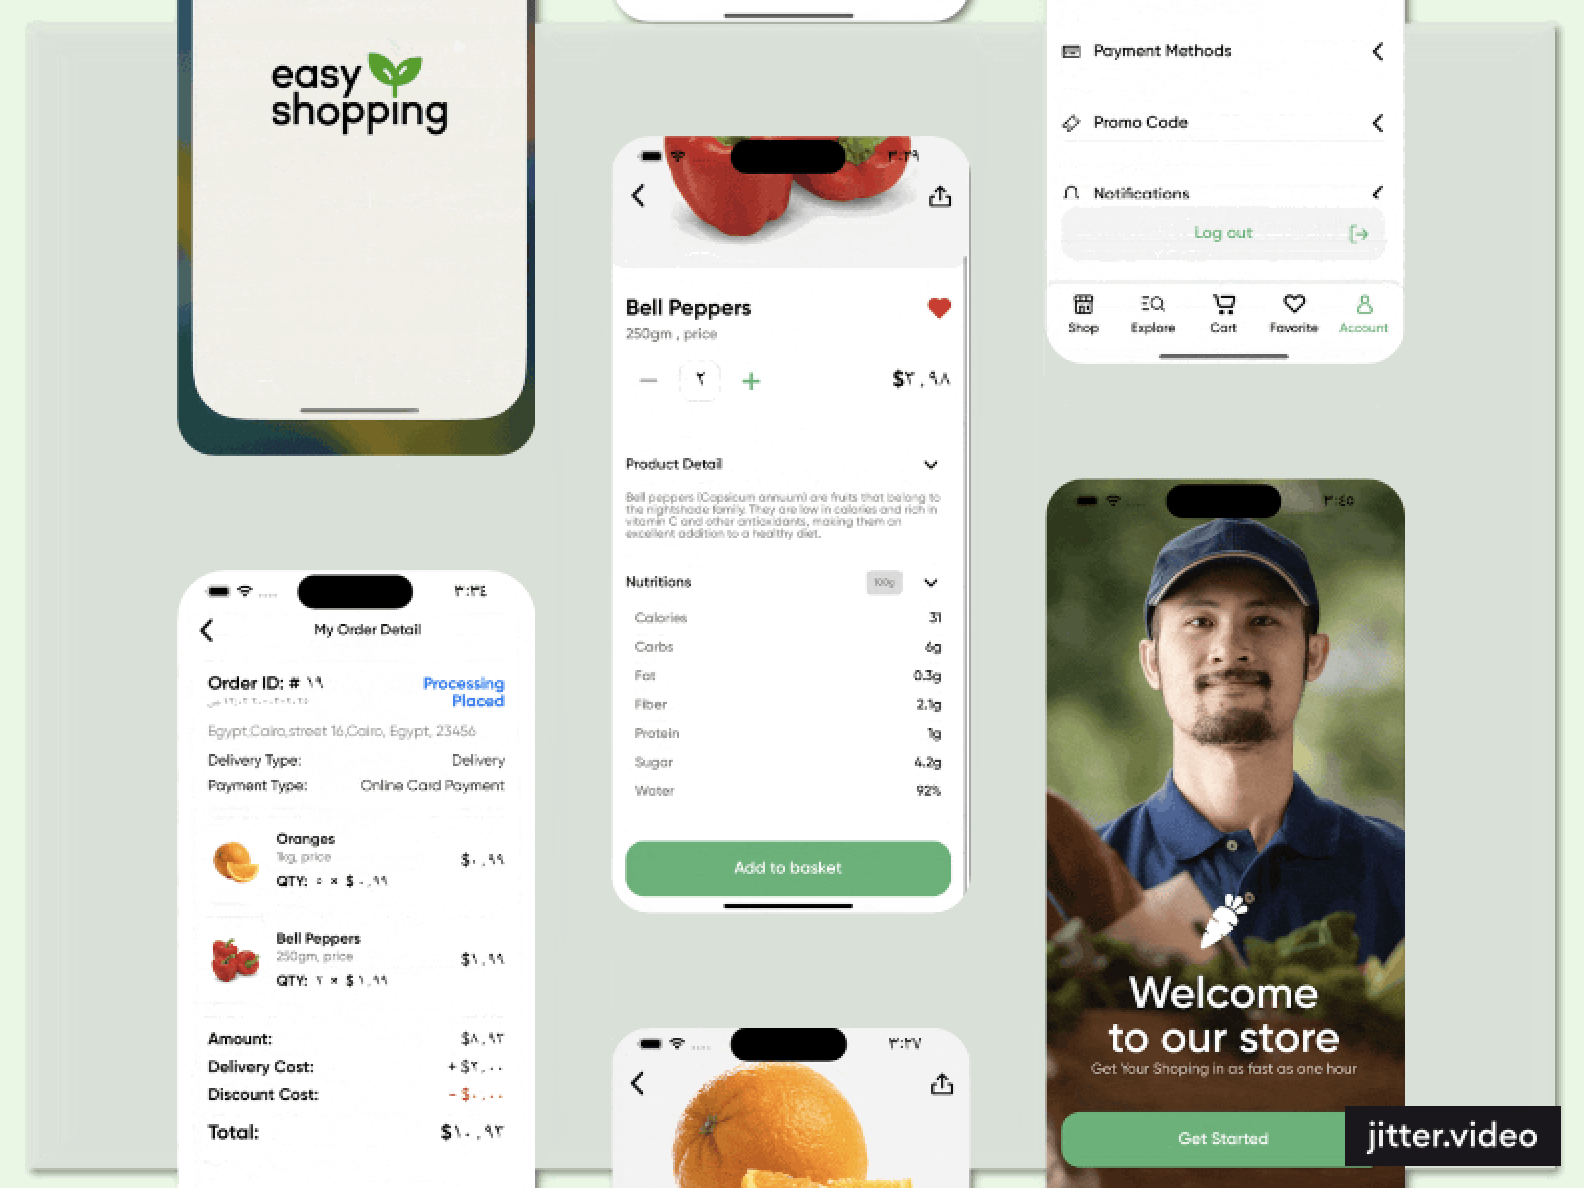 easy
shopping
٣:٣٤
My Order Detail
Order ID: # ١٩
Processing
Placed
Egypt,Cairo,street 16,Cairo, Egypt, 23456
Delivery Type:
Delivery
Payment Type:
Online Card Payment
Oranges
1kg, price
$٠,٩٩
QTY: ٥ × $ ٠,٩٩
Bell Peppers
250gm, price
$١,٩٩
QTY: ٢ × $ ١,٩٩
Amount:
$٨,٩٣
Delivery Cost:
+ $٢,٠٠
Discount Cost:
- $٠,٠٠
Total:
$١٠,٩٣
٣:٢٩
Bell Peppers
250gm , price
٢
$٣,٩٨
Product Detail
Bell peppers (Capsicum annuum) are fruits that belong to
the nightshade family. They are low in calories and rich in
vitamin C and other antioxidants, making them an
excellent addition to a healthy diet.
Nutritions
100g
Calories
31
Carbs
6g
Fat
0.3g
Fiber
2.1g
Protein
1g
Sugar
4.2g
Water
92%
Add to basket
٣:٢٧
Payment Methods
Promo Code
Notifications
Log out
Shop
Explore
Cart
Favorite
Account
٣:٤٥
Welcome
to our store
Get Your Shoping in as fast as one hour
Get Started
jitter.video